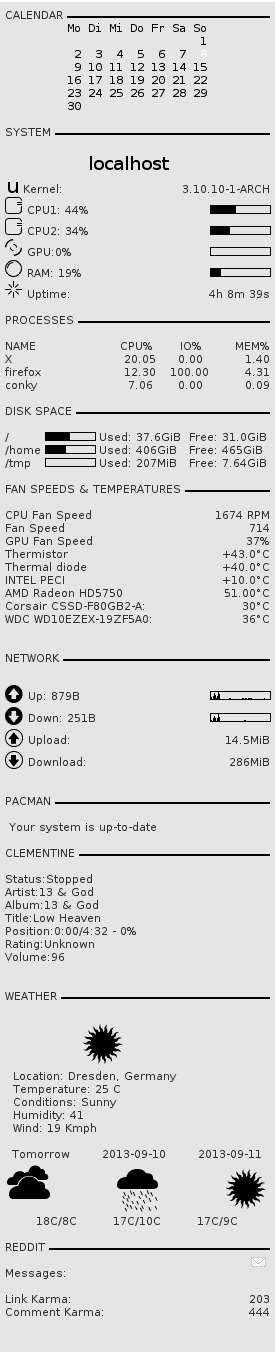 CALENDAR
Mo Di Mi Do Fr Sa So
1
2 3 4 5 6 7 8
9 10 11 12 13 14 15
16 17 18 19 20 21 22
23 24 25 26 27 28 29
30
SYSTEM
localhost
u Kernel: 3.10.10-1-ARCH
CPU1: 44%
CPU2: 34%
GPU:0%
RAM: 19%
Uptime: 4h 8m 39s
PROCESSES
NAME CPU% IO% MEM%
X 20.05 0.00 1.40
firefox 12.30 100.00 4.31
conky 7.06 0.00 0.09
DISK SPACE
/ Used: 37.6GiB Free: 31.0GiB
/home Used: 406GiB Free: 465GiB
/tmp Used: 207MiB Free: 7.64GiB
FAN SPEEDS & TEMPERATURES
CPU Fan Speed 1674 RPM
Fan Speed 714
GPU Fan Speed 37%
Thermistor +43.0°C
Thermal diode +40.0°C
INTEL PECI +10.0°C
AMD Radeon HD5750 51.00°C
Corsair CSSD-F80GB2-A: 30°C
WDC WD10EZEX-19ZF5A0: 36°C
NETWORK
Up: 879B
Down: 251B
Upload: 14.5MiB
Download: 286MiB
PACMAN
Your system is up-to-date
CLEMENTINE
Status:Stopped
Artist:13 & God
Album:13 & God
Title:Low Heaven
Position:0:00/4:32 - 0%
Rating:Unknown
Volume:96
WEATHER
Location: Dresden, Germany
Temperature: 25 C
Conditions: Sunny
Humidity: 41
Wind: 19 Kmph
Tomorrow 2013-09-10 2013-09-11
18C/8C 17C/10C 17C/9C
REDDIT
Messages:
Link Karma: 203
Comment Karma: 444